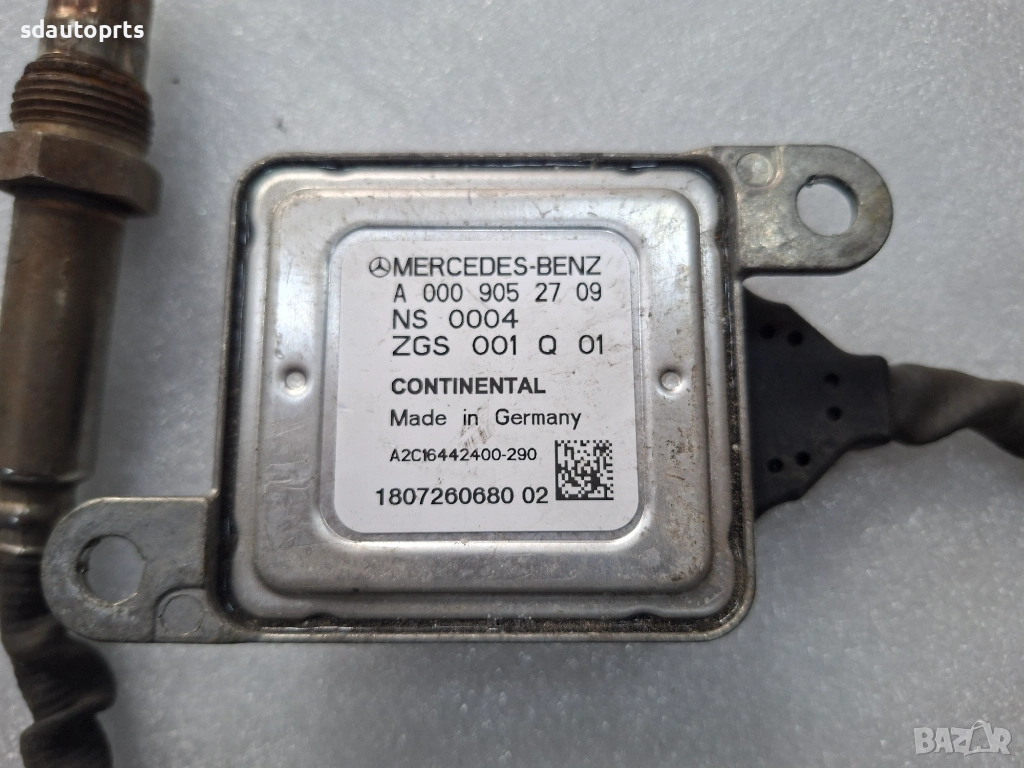 sdautoprts
MERCEDES-BENZ
A 000 905 27 09
NS 0004
ZGS 001 Q 01
CONTINENTAL
Made in Germany
A2C16442400-290
1807260680 02
BAZAR